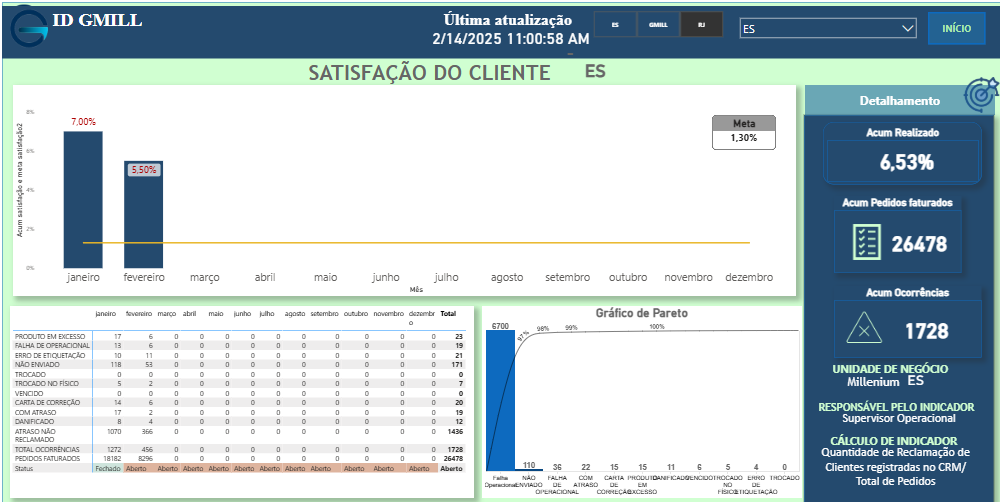 ID GMILL
Última atualização
2/14/2025 11:00:58 AM
ES
GMILL
RJ
ES
INÍCIO
SATISFAÇÃO DO CLIENTE ES
Acum satisfação e meta satisfação2
8%
6%
4%
2%
0%
7,00%
5,50%
Meta
1,30%
janeiro fevereiro março abril maio junho julho agosto setembro outubro novembro dezembro
Mês
Detalhamento
Acum Realizado
6,53%
Acum Pedidos faturados
26478
Acum Ocorrências
1728
UNIDADE DE NEGÓCIO
Millenium ES
RESPONSÁVEL PELO INDICADOR
Supervisor Operacional
CÁLCULO DE INDICADOR
Quantidade de Reclamação de
Clientes registradas no CRM/
Total de Pedidos
janeiro fevereiro março abril maio junho julho agosto setembro outubro novembro dezembr Total
o
PRODUTO EM EXCESSO 17 6 0 0 0 0 0 0 0 0 0 0 23
FALHA DE OPERACIONAL 13 6 0 0 0 0 0 0 0 0 0 0 19
ERRO DE ETIQUETAÇÃO 10 11 0 0 0 0 0 0 0 0 0 0 21
NÃO ENVIADO 118 53 0 0 0 0 0 0 0 0 0 0 171
TROCADO 0 0 0 0 0 0 0 0 0 0 0 0 0
TROCADO NO FÍSICO 5 2 0 0 0 0 0 0 0 0 0 0 7
VENCIDO 0 0 0 0 0 0 0 0 0 0 0 0 0
CARTA DE CORREÇÃO 14 6 0 0 0 0 0 0 0 0 0 0 20
COM ATRASO 17 2 0 0 0 0 0 0 0 0 0 0 19
DANIFICADO 8 4 0 0 0 0 0 0 0 0 0 0 12
ATRASO NÃO 1070 366 0 0 0 0 0 0 0 0 0 0 1436
RECLAMADO
TOTAL OCORRÊNCIAS 1272 456 0 0 0 0 0 0 0 0 0 0 1728
PEDIDOS FATURADOS 18182 8296 0 0 0 0 0 0 0 0 0 0 26478
Status Fechado Aberto Aberto Aberto Aberto Aberto Aberto Aberto Aberto Aberto Aberto Aberto Aberto
Gráfico de Pareto
6700
97% 98% 99% 100%
110 36 22 15 15 11 6 5 4 0
Falha NÃO FALHA COM CARTA PRODUTO DANIFICADO VENCIDO TROCADO ERRO TROCADO
Operacional ENVIADO DE ATRASO DE EM NO DE
OPERACIONAL CORREÇÃO EXCESSO FÍSICO ETIQUETAÇÃO